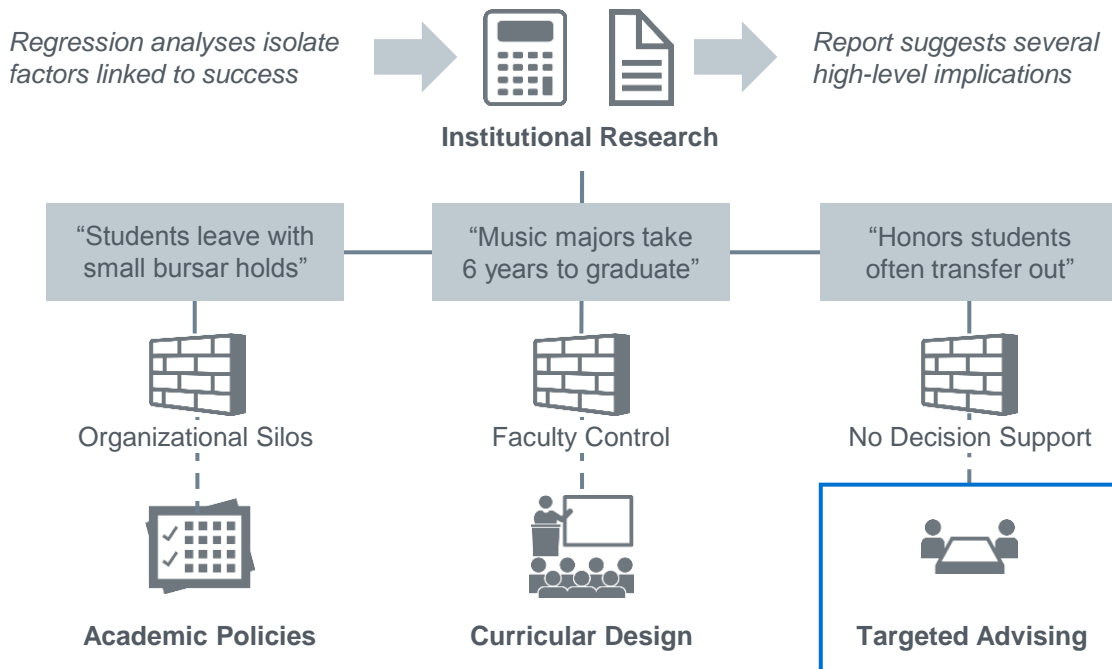 Regression analyses isolate
factors linked to success
Report suggests several
high-level implications
Institutional Research
“Students leave with
small bursar holds”
“Music majors take
6 years to graduate”
“Honors students
often transfer out”
Organizational Silos
Faculty Control
No Decision Support
Academic Policies
Curricular Design
Targeted Advising